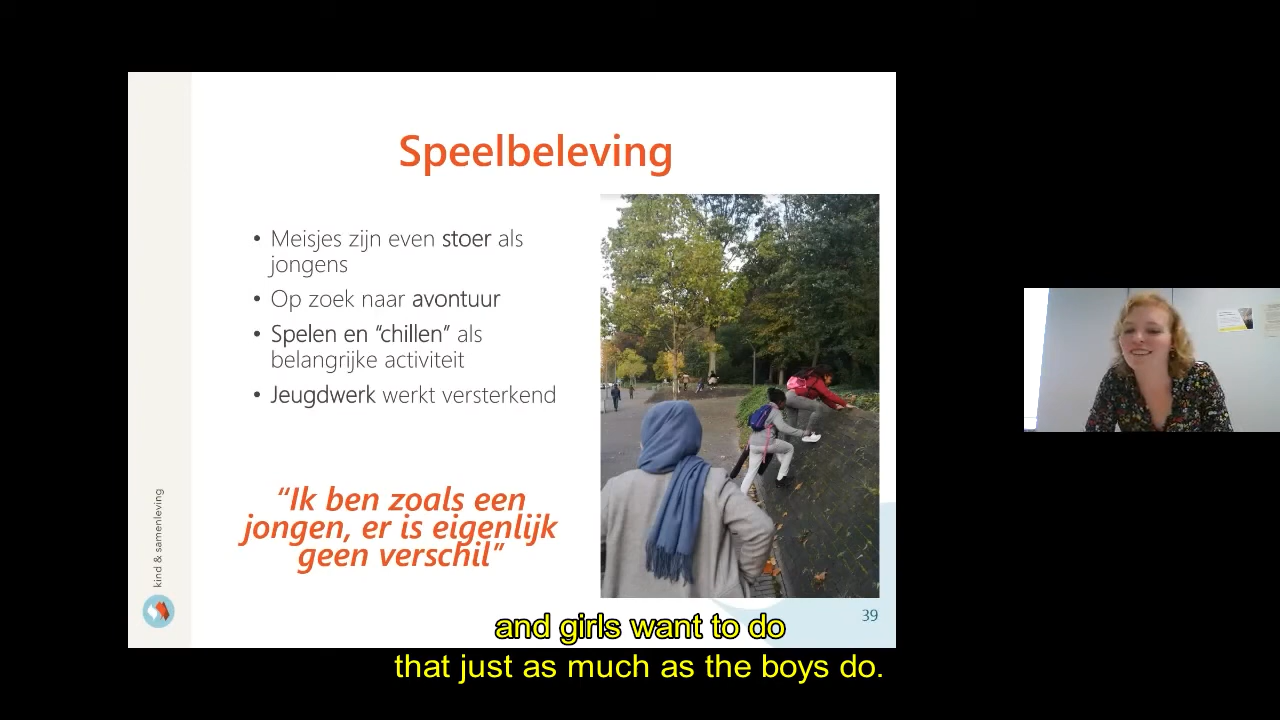 Speelbeleving
• Meisjes zijn even stoer als
jongens
• Op zoek naar avontuur
• Spelen en "chillen" als
belangrijke activiteit
• Jeugdwerk werkt versterkend
“Ik ben zoals een
jongen, er is eigenlijk
geen verschil”
kind & samenleving
39
and girls want to do
that just as much as the boys do.